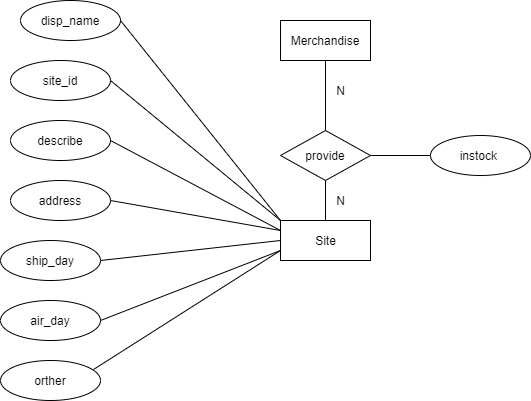 disp_name
Merchandise
site_id
N
describe
provide
instock
address
N
Site
ship_day
air_day
orther